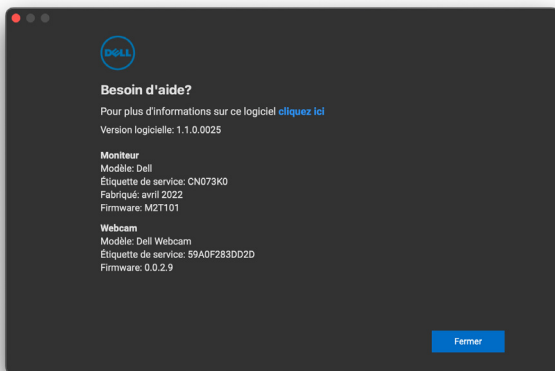 DELL
Besoin d'aide?
Pour plus d'informations sur ce logiciel cliquez ici
Version logicielle: 1.1.0.0025
Moniteur
Modèle: Dell
Étiquette de service: CN073K0
Fabriqué: avril 2022
Firmware: M2T101
Webcam
Modèle: Dell Webcam
Étiquette de service: 59A0F283DD2D
Firmware: 0.0.2.9
Fermer